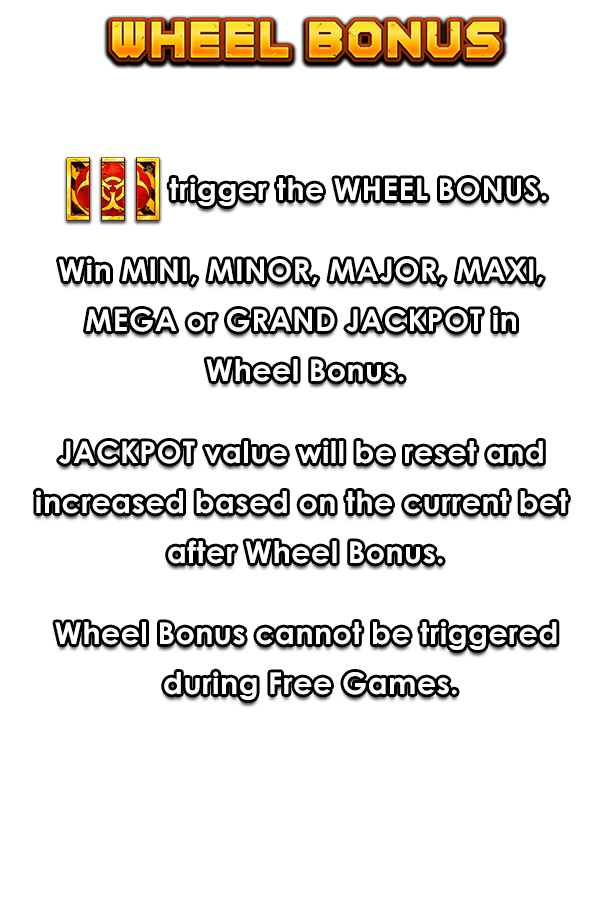 WHEEL BONUS
trigger the WHEEL BONUS.
Win MINI, MINOR, MAJOR, MAXI,
MEGA or GRAND JACKPOT in
Wheel Bonus.
JACKPOT value will be reset and
increased based on the current bet
after Wheel Bonus.
Wheel Bonus cannot be triggered
during Free Games.